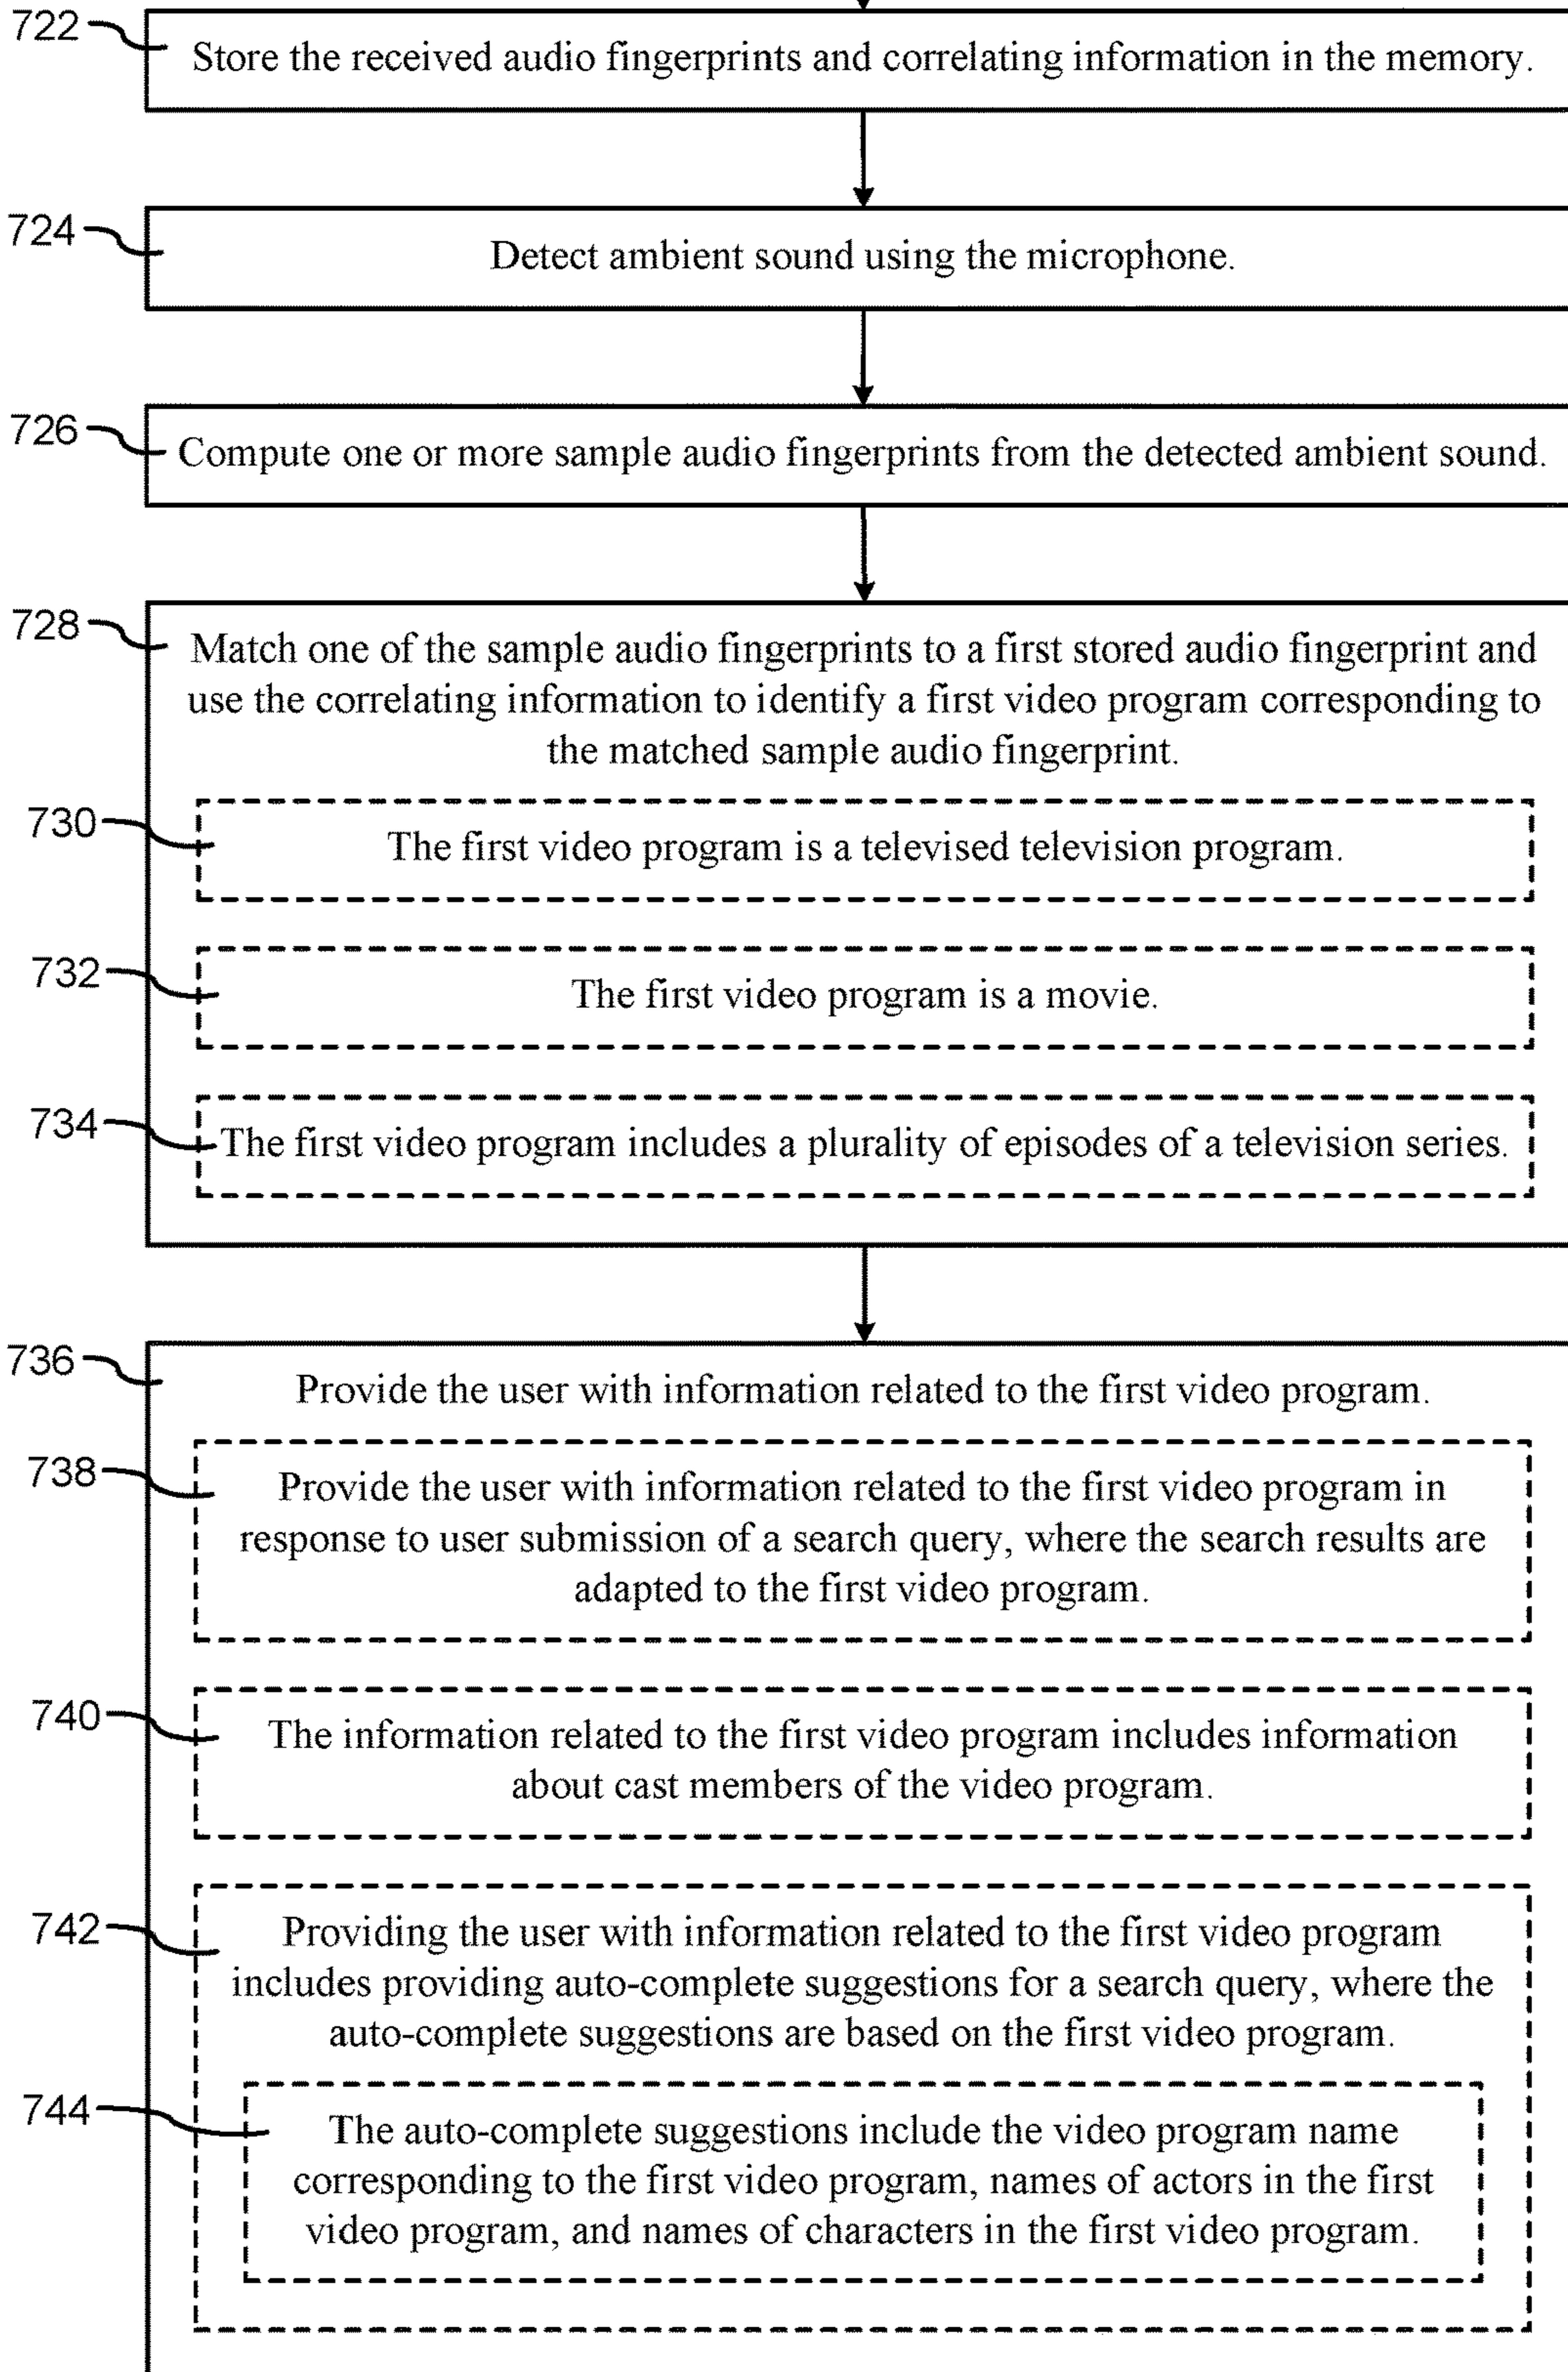 722
Store the received audio fingerprints and correlating information in the memory.
724
Detect ambient sound using the microphone.
726
Compute one or more sample audio fingerprints from the detected ambient sound.
728
Match one of the sample audio fingerprints to a first stored audio fingerprint and
use the correlating information to identify a first video program corresponding to
the matched sample audio fingerprint.
730
The first video program is a televised television program.
732
The first video program is a movie.
734
The first video program includes a plurality of episodes of a television series.
736
Provide the user with information related to the first video program.
738
Provide the user with information related to the first video program in
response to user submission of a search query, where the search results are
adapted to the first video program.
740
The information related to the first video program includes information
about cast members of the video program.
742
Providing the user with information related to the first video program
includes providing auto-complete suggestions for a search query, where the
auto-complete suggestions are based on the first video program.
744
The auto-complete suggestions include the video program name
corresponding to the first video program, names of actors in the first
video program, and names of characters in the first video program.